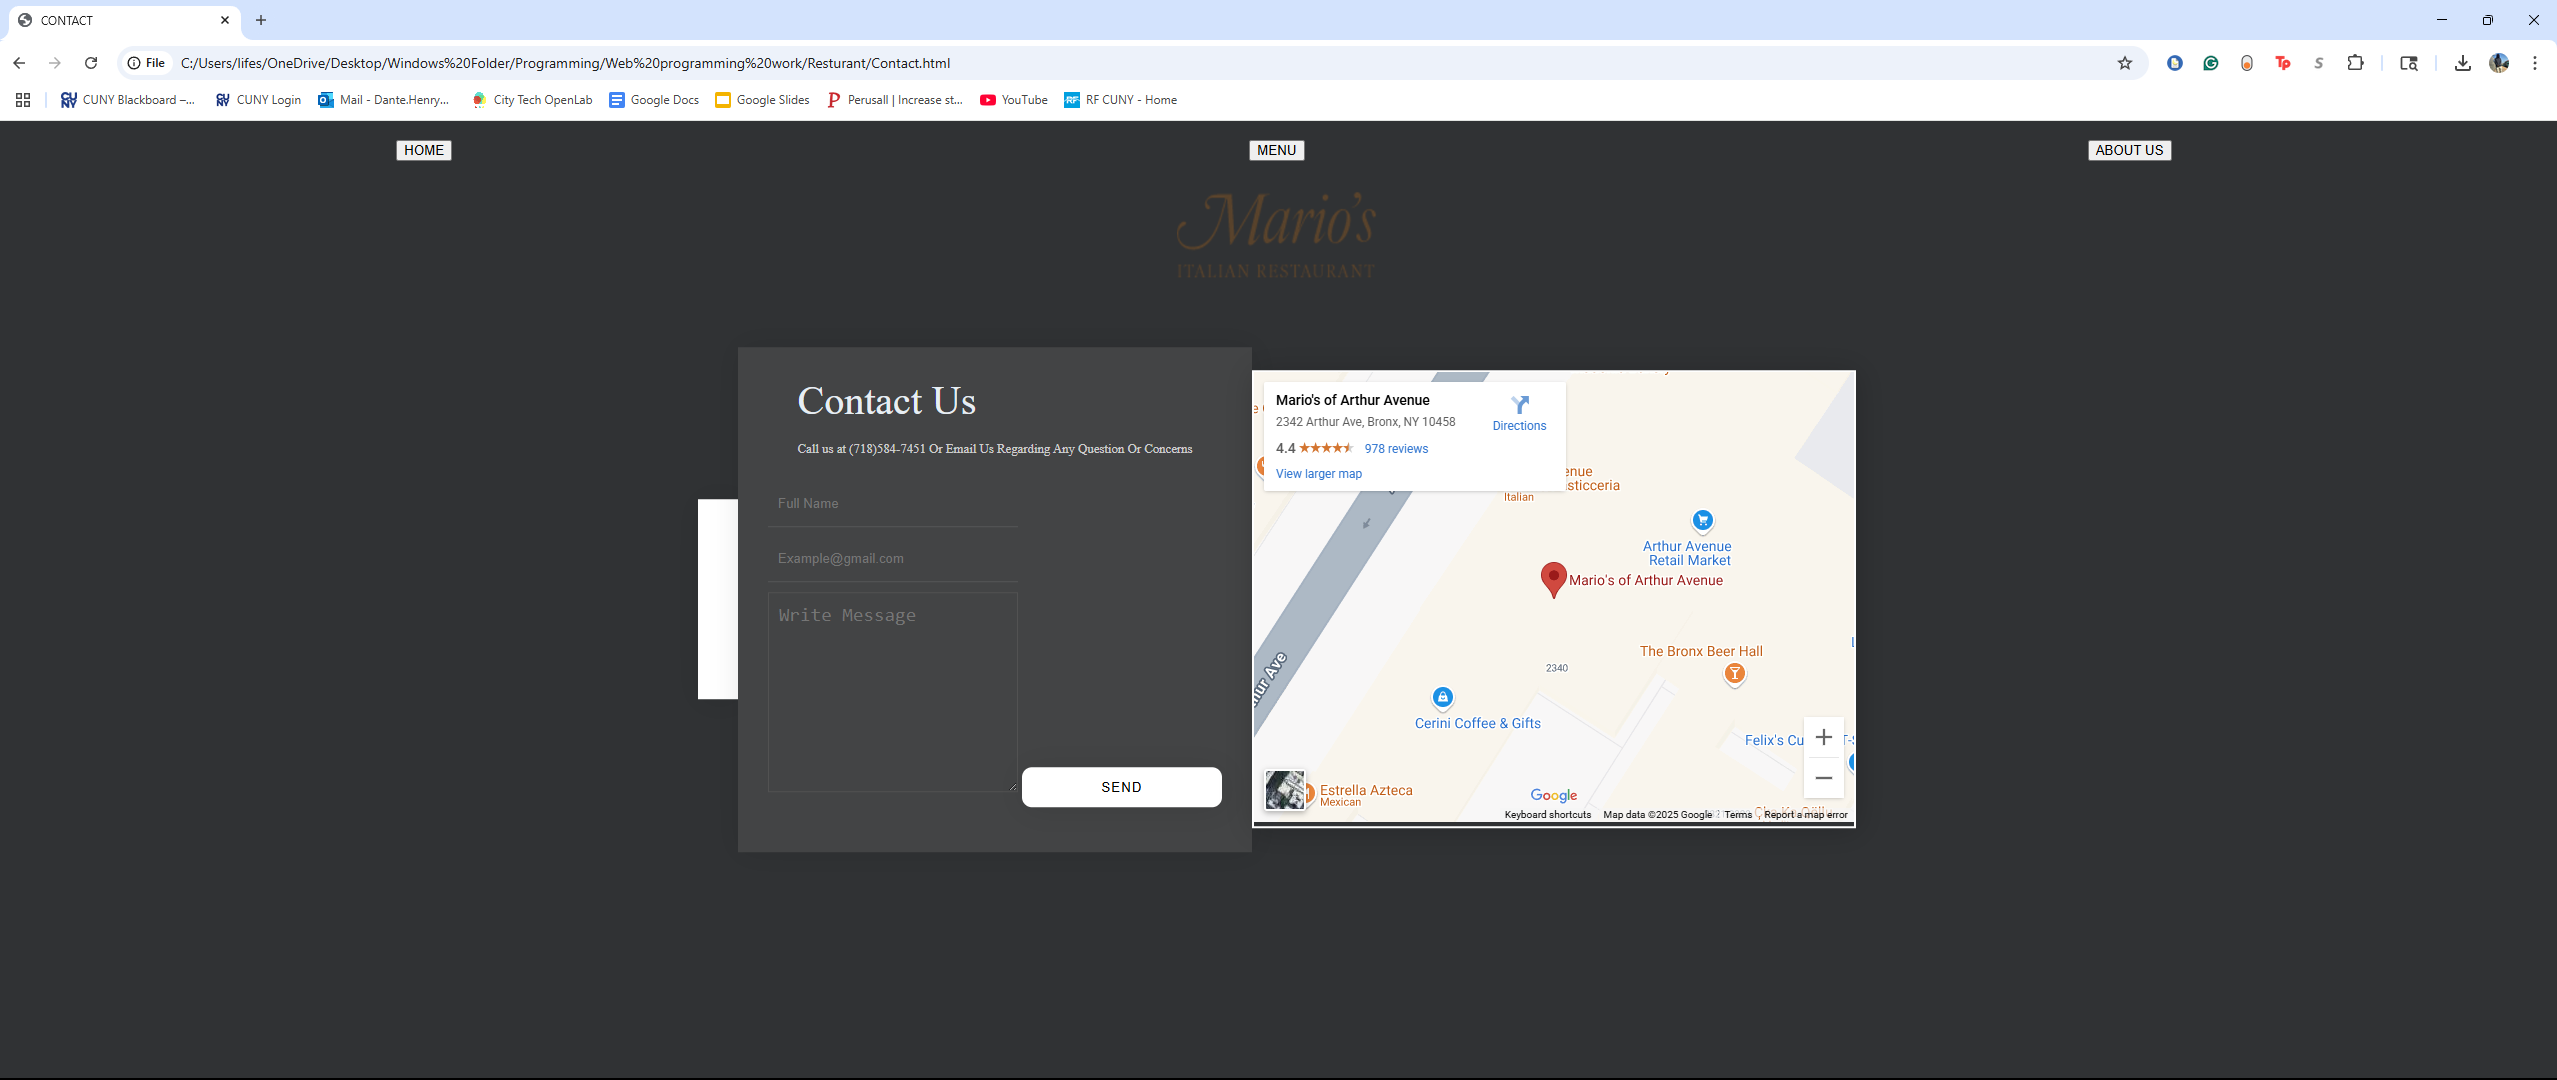 CONTACT
File C:/Users/lifes/OneDrive/Desktop/Windows%20Folder/Programming/Web%20programming%20work/Resturant/Contact.html
CUNY Blackboard –... CUNY Login Mail - Dante.Henry... City Tech OpenLab Google Docs Google Slides Perusall | Increase st... YouTube RF CUNY - Home
HOME MENU ABOUT US
Mario's
ITALIAN RESTAURANT
Contact Us
Call us at (718)584-7451 Or Email Us Regarding Any Question Or Concerns
Full Name
Example@gmail.com
Write Message
SEND
Mario's of Arthur Avenue
2342 Arthur Ave, Bronx, NY 10458
Directions
4.4 978 reviews
View larger map
enue
sticceria
Italian
Arthur Avenue
Retail Market
Mario's of Arthur Avenue
The Bronx Beer Hall
2340
hur Ave
Cerini Coffee & Gifts
Felix's Cu
Estrella Azteca
Mexican
Google
Keyboard shortcuts Map data ©2025 Google Terms Report a map error